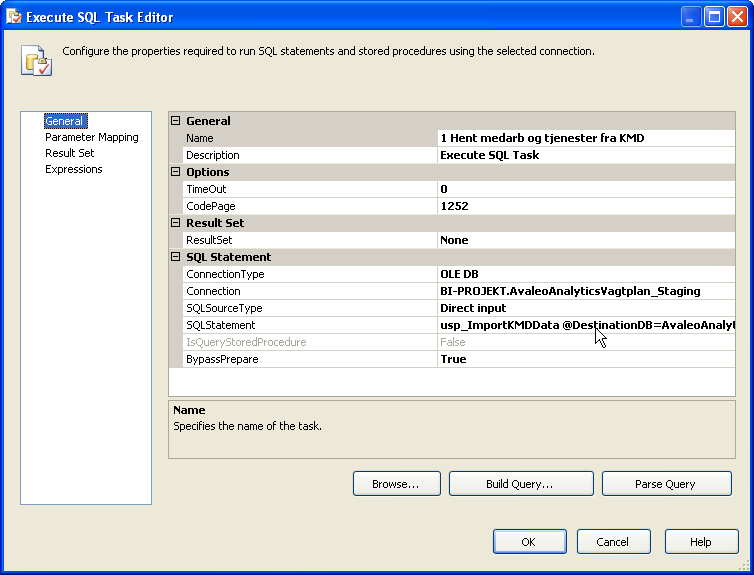 Execute SQL Task Editor
Configure the properties required to run SQL statements and stored procedures using the selected connection.
General
Parameter Mapping
Result Set
Expressions
General
Name 1 Hent medarb og tjenester fra KMD
Description Execute SQL Task
Options
TimeOut 0
CodePage 1252
Result Set
ResultSet None
SQL Statement
ConnectionType OLE DB
Connection BI-PROJEKT.AvaleoAnalyticsVagtplan_Staging
SQLSourceType Direct input
SQLStatement usp_ImportKMDData @DestinationDB=AvaleoAnalyt
IsQueryStoredProcedure False
BypassPrepare True
Name
Specifies the name of the task.
Browse... Build Query... Parse Query
OK Cancel Help